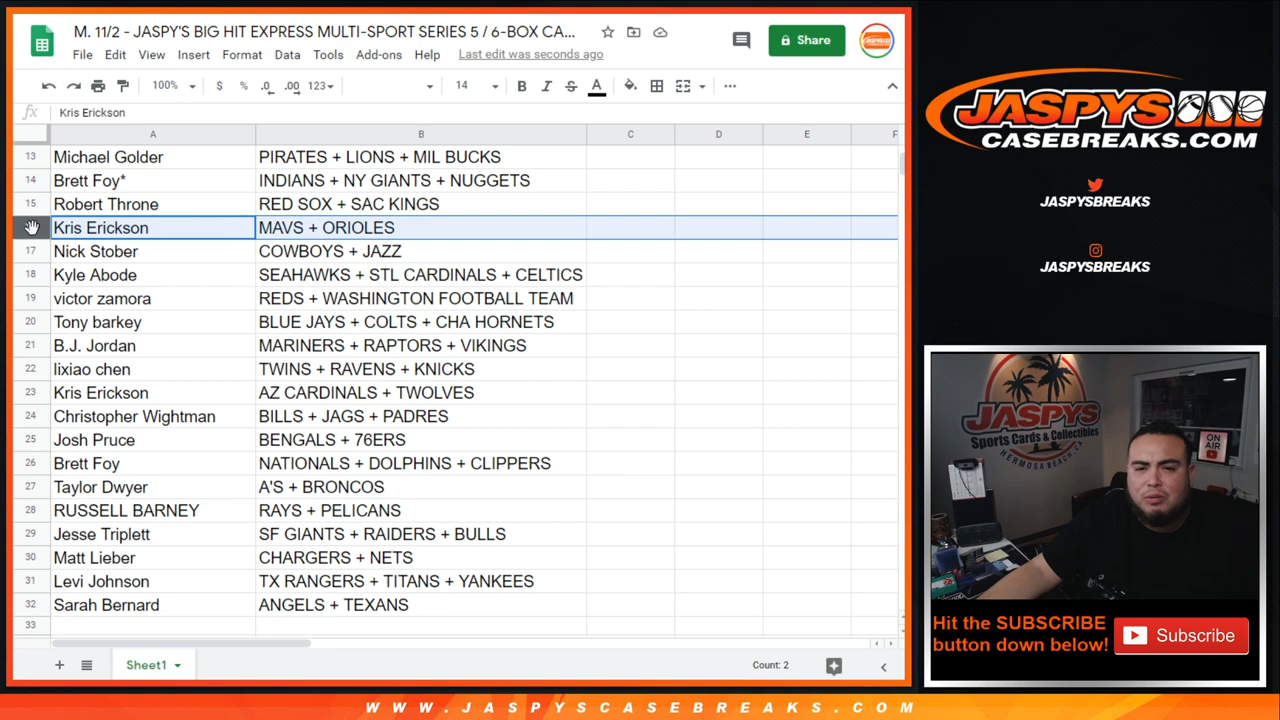 M. 11/2 - JASPY'S BIG HIT EXPRESS MULTI-SPORT SERIES 5 / 6-BOX CA...
Share
File Edit View Insert Format Data Tools Add-ons Help Last edit was seconds ago
100% $ % .0 .00 123 14 B I S A ...
fx Kris Erickson
A B C D E F
13 Michael Golder PIRATES + LIONS + MIL BUCKS
14 Brett Foy* INDIANS + NY GIANTS + NUGGETS
15 Robert Throne RED SOX + SAC KINGS
Kris Erickson MAVS + ORIOLES
17 Nick Stober COWBOYS + JAZZ
18 Kyle Abode SEAHAWKS + STL CARDINALS + CELTICS
19 victor zamora REDS + WASHINGTON FOOTBALL TEAM
20 Tony barkey BLUE JAYS + COLTS + CHA HORNETS
21 B.J. Jordan MARINERS + RAPTORS + VIKINGS
22 lixiao chen TWINS + RAVENS + KNICKS
23 Kris Erickson AZ CARDINALS + TWOLVES
24 Christopher Wightman BILLS + JAGS + PADRES
25 Josh Pruce BENGALS + 76ERS
26 Brett Foy NATIONALS + DOLPHINS + CLIPPERS
27 Taylor Dwyer A'S + BRONCOS
28 RUSSELL BARNEY RAYS + PELICANS
29 Jesse Triplett SF GIANTS + RAIDERS + BULLS
30 Matt Lieber CHARGERS + NETS
31 Levi Johnson TX RANGERS + TITANS + YANKEES
32 Sarah Bernard ANGELS + TEXANS
33
Sheet1 Count: 2
JASPYS
CASEBREAKS.COM
JASPYSBREAKS
JASPYSBREAKS
JASPYS
Sports Cards & Collectibles
HERMOSA BEACH, CA
ON
AIR
Hit the SUBSCRIBE
button down below!
Subscribe
WWW.JASPYSCASEBREAKS.COM